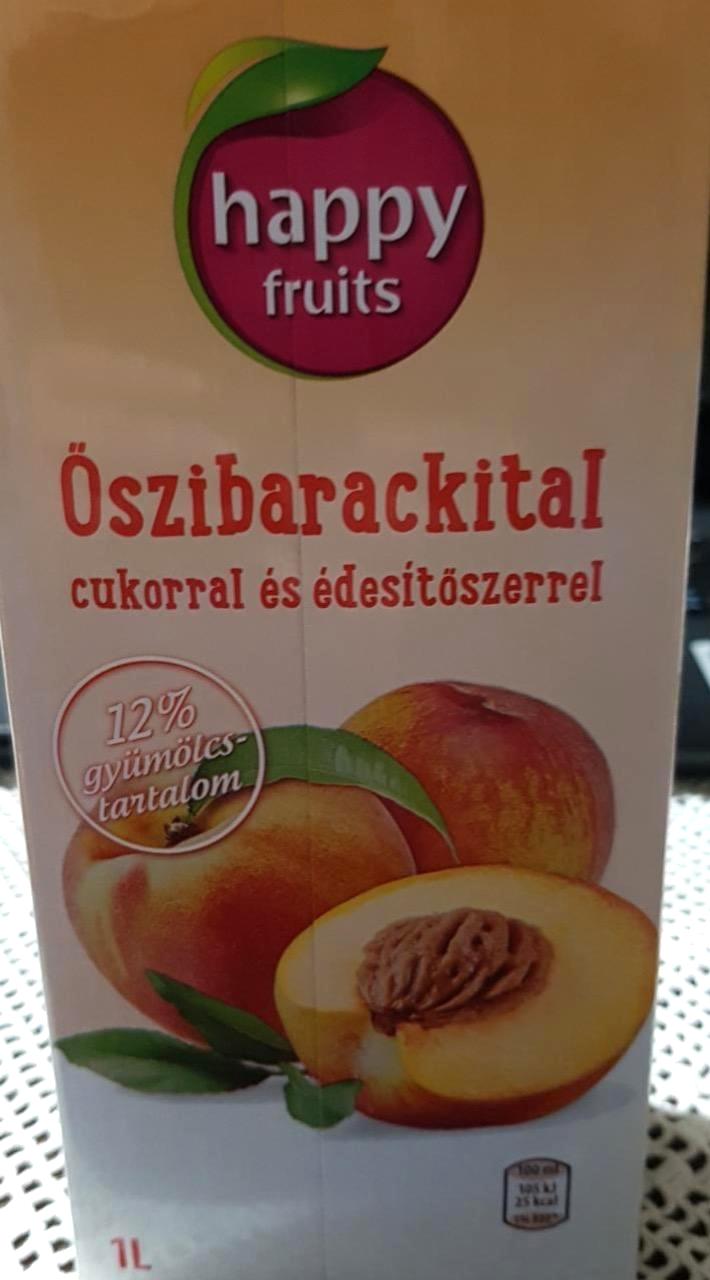 happy
fruits
Őszibarackital
cukorral és édesítőszerrel
12%
gyümölcs-
tartalom
100 ml
105 kJ
25 kcal
1L